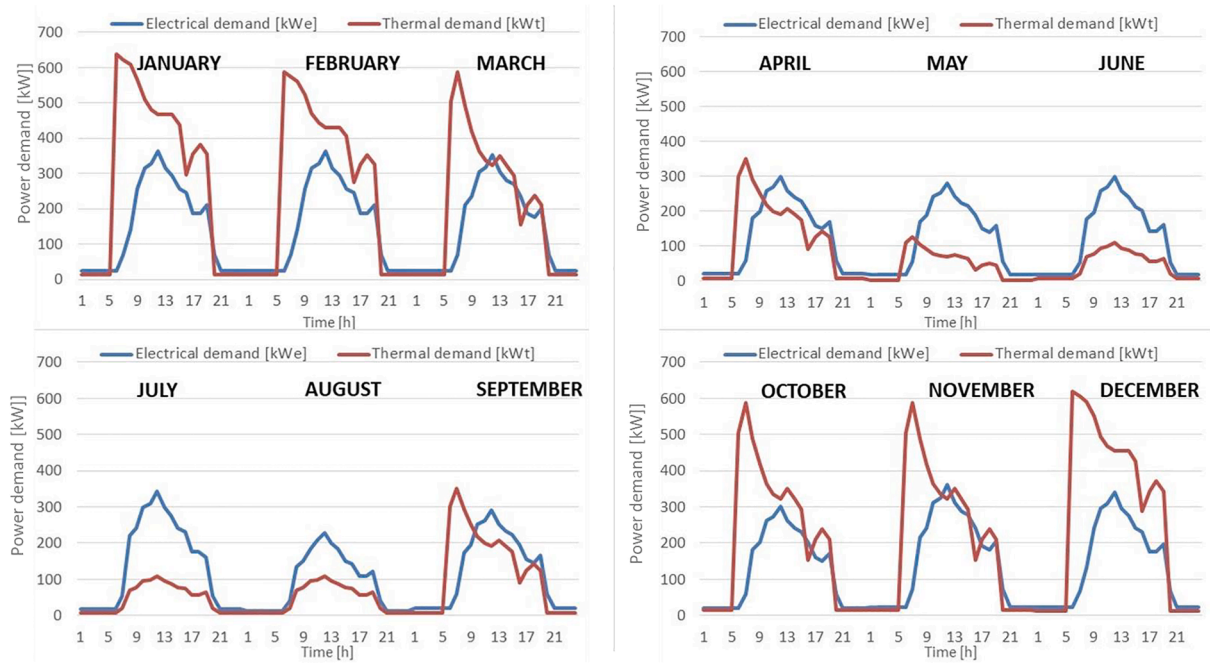 Electrical demand [kWe] Thermal demand [kWt]
700
JANUARY FEBRUARY MARCH
600
500
400
300
200
100
0
Power demand [kW]]
1 5 9 13 17 21 1 5 9 13 17 21 1 5 9 13 17 21
Time [h]
Electrical demand [kWe] Thermal demand [kWt]
700
APRIL MAY JUNE
600
500
400
300
200
100
0
Power demand [kW]]
1 5 9 13 17 21 1 5 9 13 17 21 1 5 9 13 17 21
Time [h]
Electrical demand [kWe] Thermal demand [kWt]
700
JULY AUGUST SEPTEMBER
600
500
400
300
200
100
0
Power demand [kW]]
1 5 9 13 17 21 1 5 9 13 17 21 1 5 9 13 17 21
Time [h]
Electrical demand [kWe] Thermal demand [kWt]
700
OCTOBER NOVEMBER DECEMBER
600
500
400
300
200
100
0
Power demand [kW]]
1 5 9 13 17 21 1 5 9 13 17 21 1 5 9 13 17 21
Time [h]